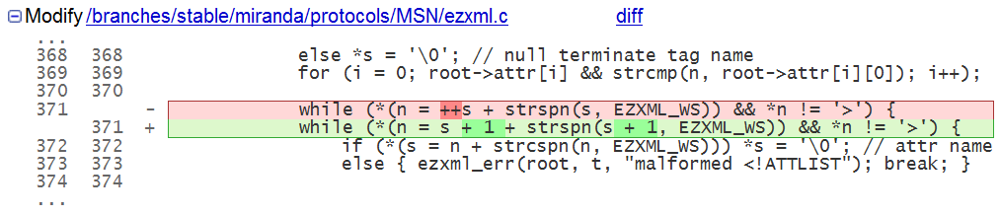 Modify /branches/stable/miranda/protocols/MSN/ezxml.c diff
...
368 368 else *s = '\0'; // null terminate tag name
369 369 for (i = 0; root->attr[i] && strcmp(n, root->attr[i][0]); i++);
370 370
371 - while (*(n = ++s + strspn(s, EZXML_WS)) && *n != '>') {
371 + while (*(n = s + 1 + strspn(s + 1, EZXML_WS)) && *n != '>') {
372 372 if (*(s = n + strcspn(n, EZXML_WS))) *s = '\0'; // attr name
373 373 else { ezxml_err(root, t, "malformed <!ATTLIST"); break; }
374 374
...